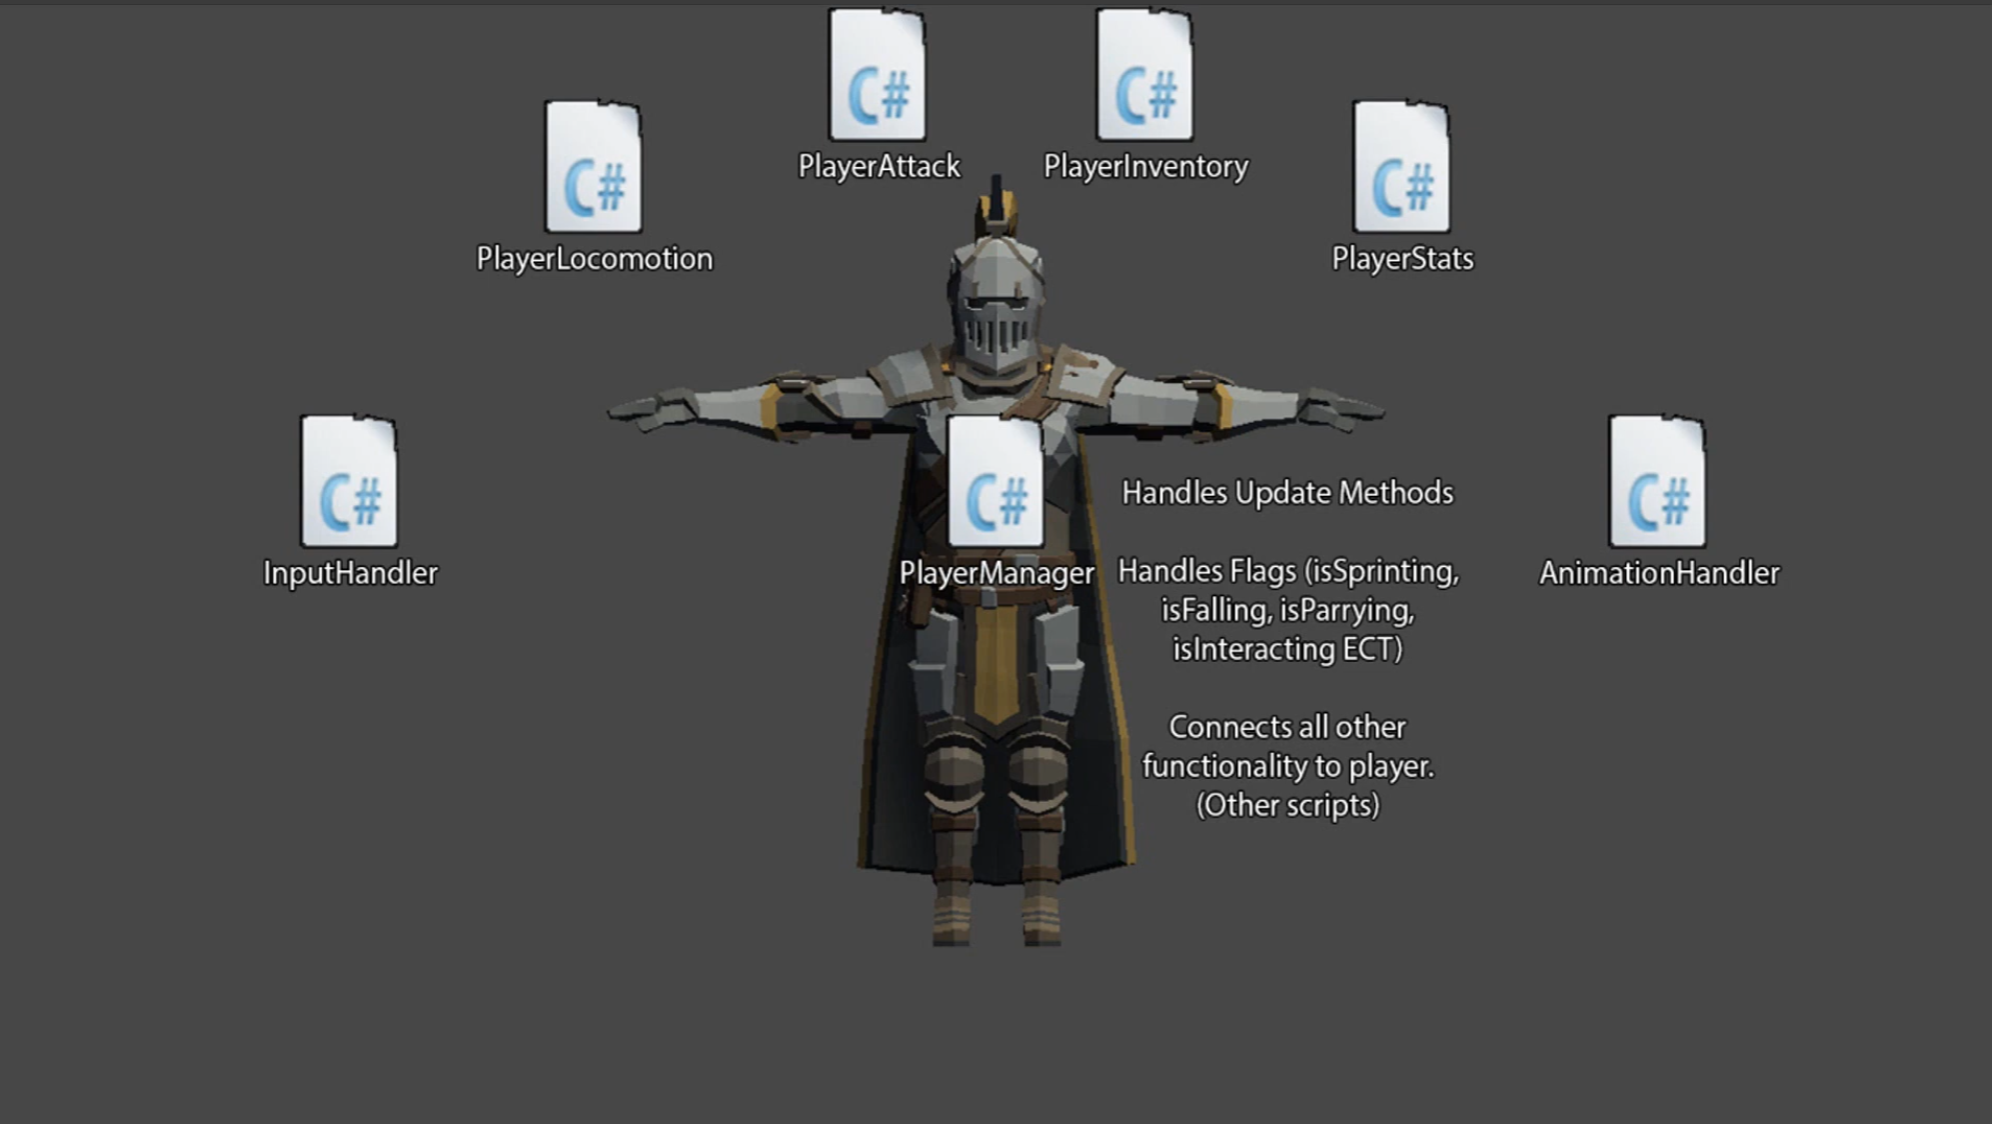 C#
PlayerAttack
C#
PlayerInventory
C#
PlayerLocomotion
C#
PlayerStats
C#
InputHandler
C#
PlayerManager
Handles Update Methods
Handles Flags (isSprinting,
isFalling, isParrying,
isInteracting ECT)
Connects all other
functionality to player.
(Other scripts)
C#
AnimationHandler